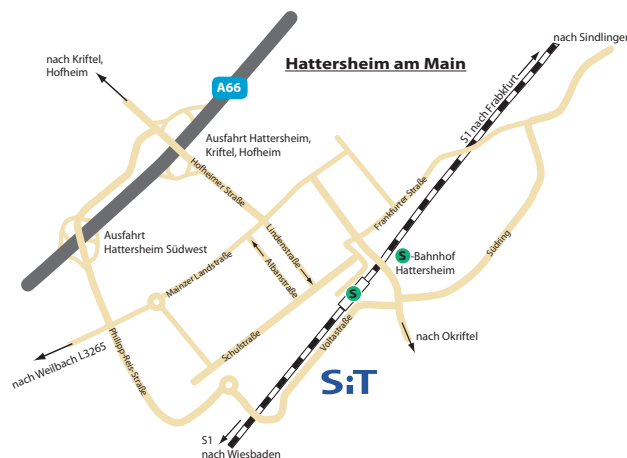 nach Sindlingen
nach Kriftel,
Hofheim
Hattersheim am Main
A66
S1 nach Frabkfurt
Ausfahrt Hattersheim,
Kriftel, Hofheim
Hofheimer Straße
Frankfurter Straße
Lindenstraße
Ausfahrt
Hattersheim Südwest
Mainzer Landstraße
Albanstraße
Südring
S-Bahnhof
Hattersheim
S
Schulstraße
Voltastraße
nach Okriftel
Philipp-Reis-Straße
nach Weilbach L3265
SiT
S1
nach Wiesbaden